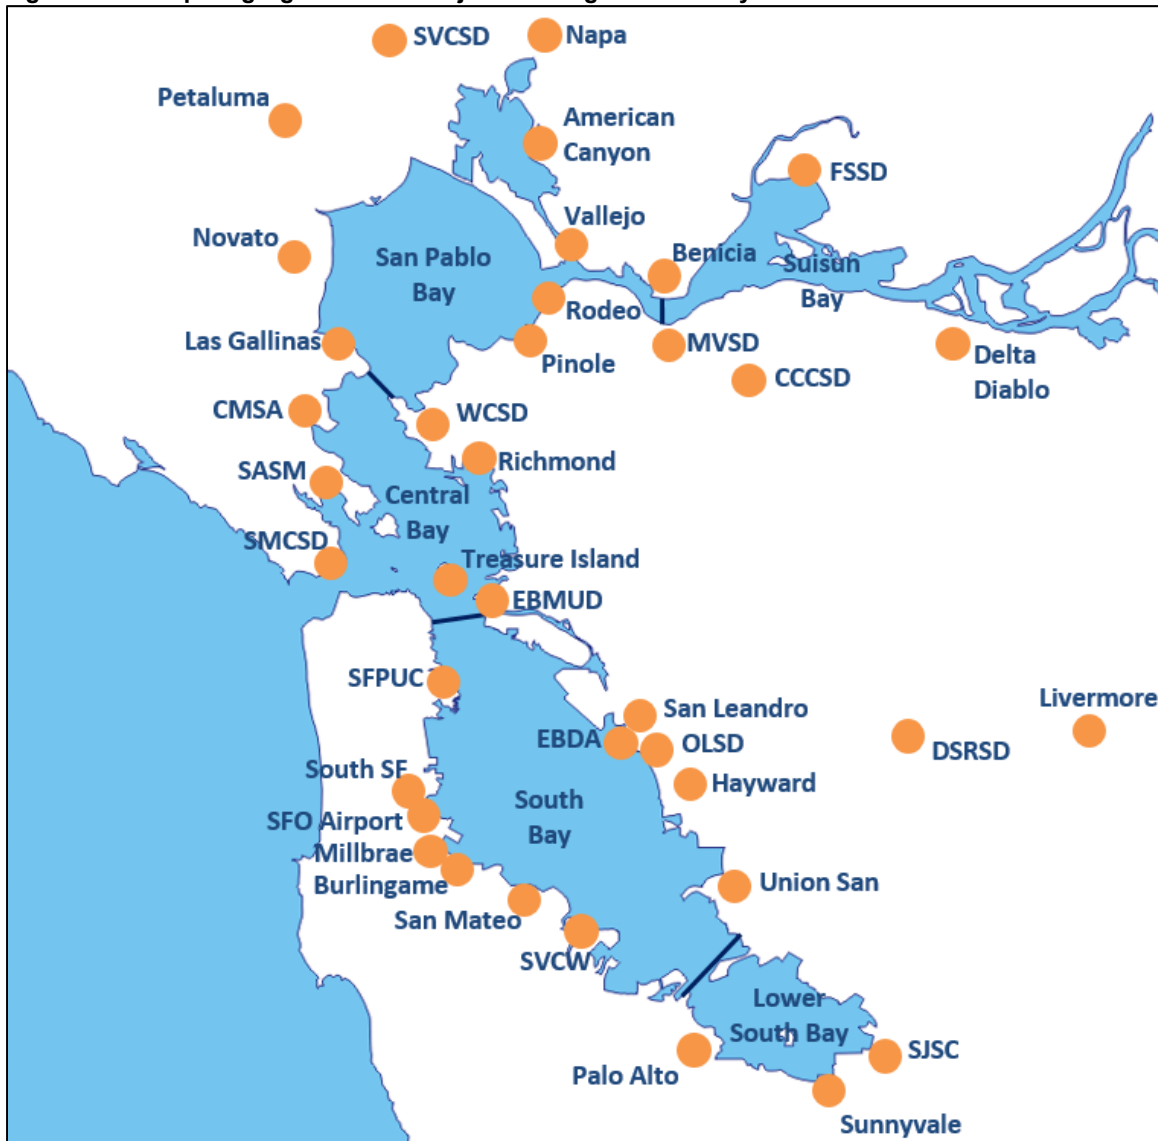 SVCSD
Napa
Petaluma
American
Canyon
FSSD
Vallejo
Novato
San Pablo
Bay
Benicia
Suisun
Bay
Rodeo
Las Gallinas
Pinole
MVSD
CCCSD
Delta
Diablo
CMSA
WCSD
Richmond
SASM
Central
Bay
SMCSD
Treasure Island
EBMUD
SFPUC
San Leandro
Livermore
EBDA
OLSD
DSRSD
South SF
Hayward
South
Bay
SFO Airport
Millbrae
Burlingame
Union San
San Mateo
SVCW
Lower
South Bay
SJSC
Palo Alto
Sunnyvale